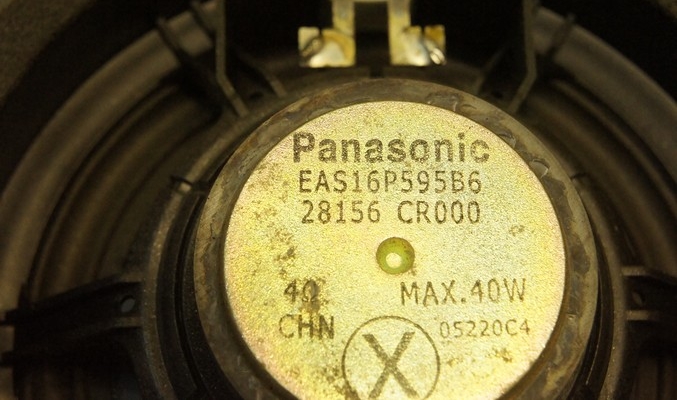 Panasonic
EAS16P595B6
28156 CR000
4Ω MAX.40W
CHN 05220C4
X